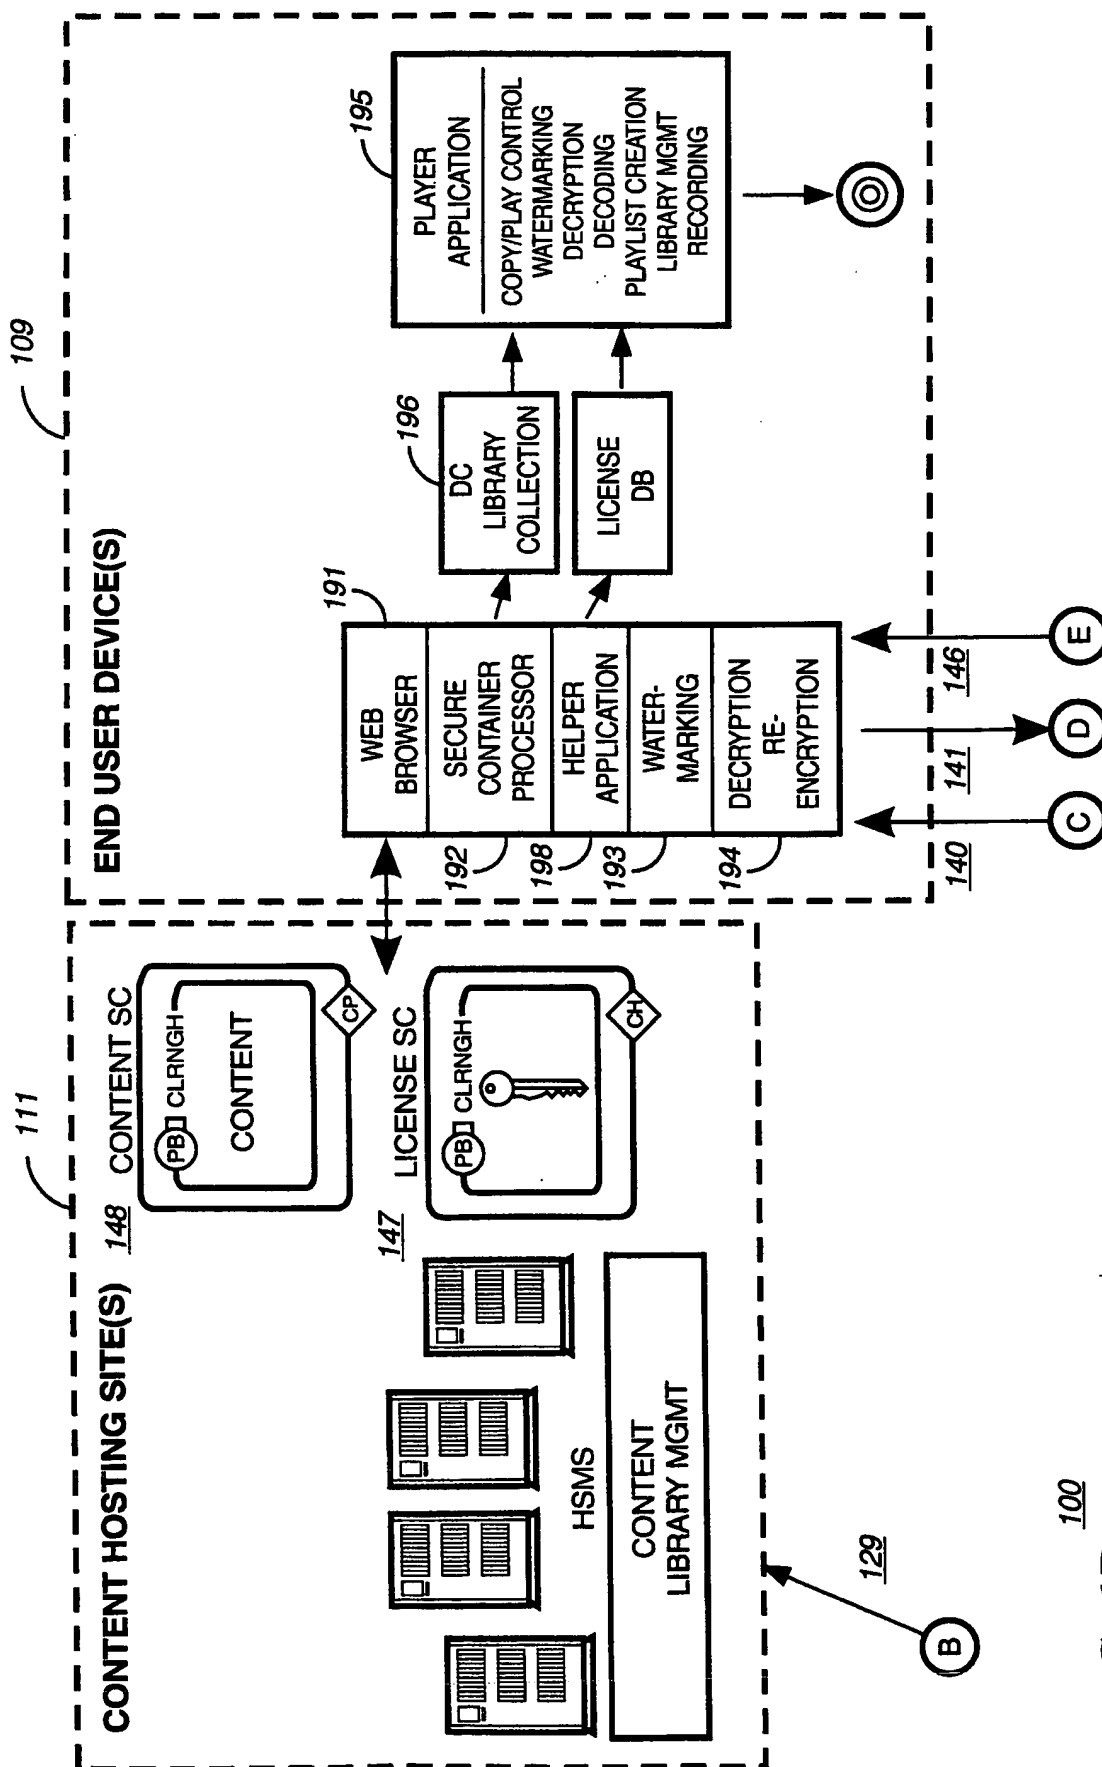 111
109
CONTENT HOSTING SITE(S)
148
CONTENT SC
PB
CLRNGH
CONTENT
CP
147
LICENSE SC
PB
CLRNGH
CH
HSMS
CONTENT
LIBRARY MGMT
B
129
END USER DEVICE(S)
191
WEB
BROWSER
192
SECURE
CONTAINER
PROCESSOR
198
HELPER
APPLICATION
193
WATER-
MARKING
194
DECRYPTION
RE-
ENCRYPTION
196
DC
LIBRARY
COLLECTION
LICENSE
DB
195
PLAYER
APPLICATION
COPY/PLAY CONTROL
WATERMARKING
DECRYPTION
DECODING
PLAYLIST CREATION
LIBRARY MGMT
RECORDING
140
141
146
C
D
E
100